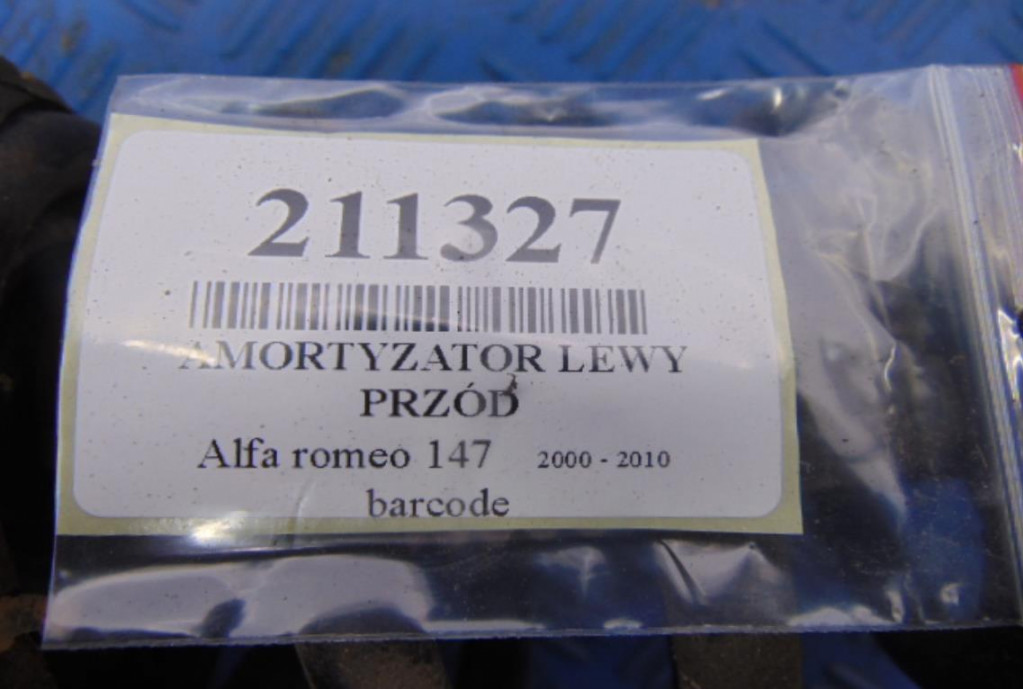 211327
AMORTYZATOR LEWY
PRZÓD
Alfa romeo 147 2000 - 2010
barcode